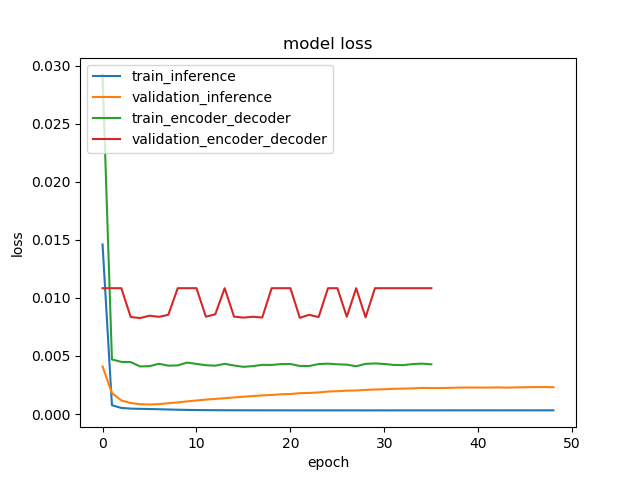 model loss
0.030
0.025
0.020
0.015
0.010
0.005
0.000
loss
train_inference
validation_inference
train_encoder_decoder
validation_encoder_decoder
0 10 20 30 40 50
epoch